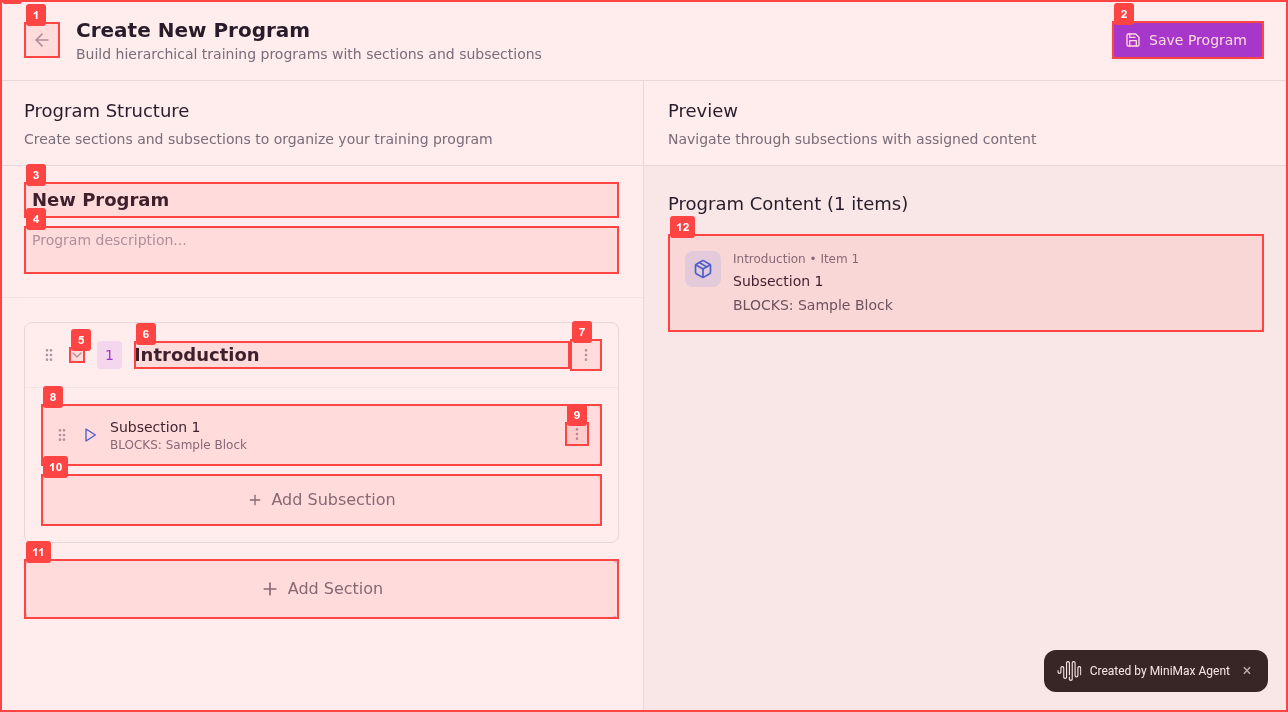 1
Create New Program
Build hierarchical training programs with sections and subsections
2
Save Program
Program Structure
Create sections and subsections to organize your training program
Preview
Navigate through subsections with assigned content
3
New Program
4
Program description...
Program Content (1 items)
12
Introduction • Item 1
Subsection 1
BLOCKS: Sample Block
5
6
7
1
Introduction
8
9
Subsection 1
BLOCKS: Sample Block
10
Add Subsection
11
Add Section
Created by MiniMax Agent ×